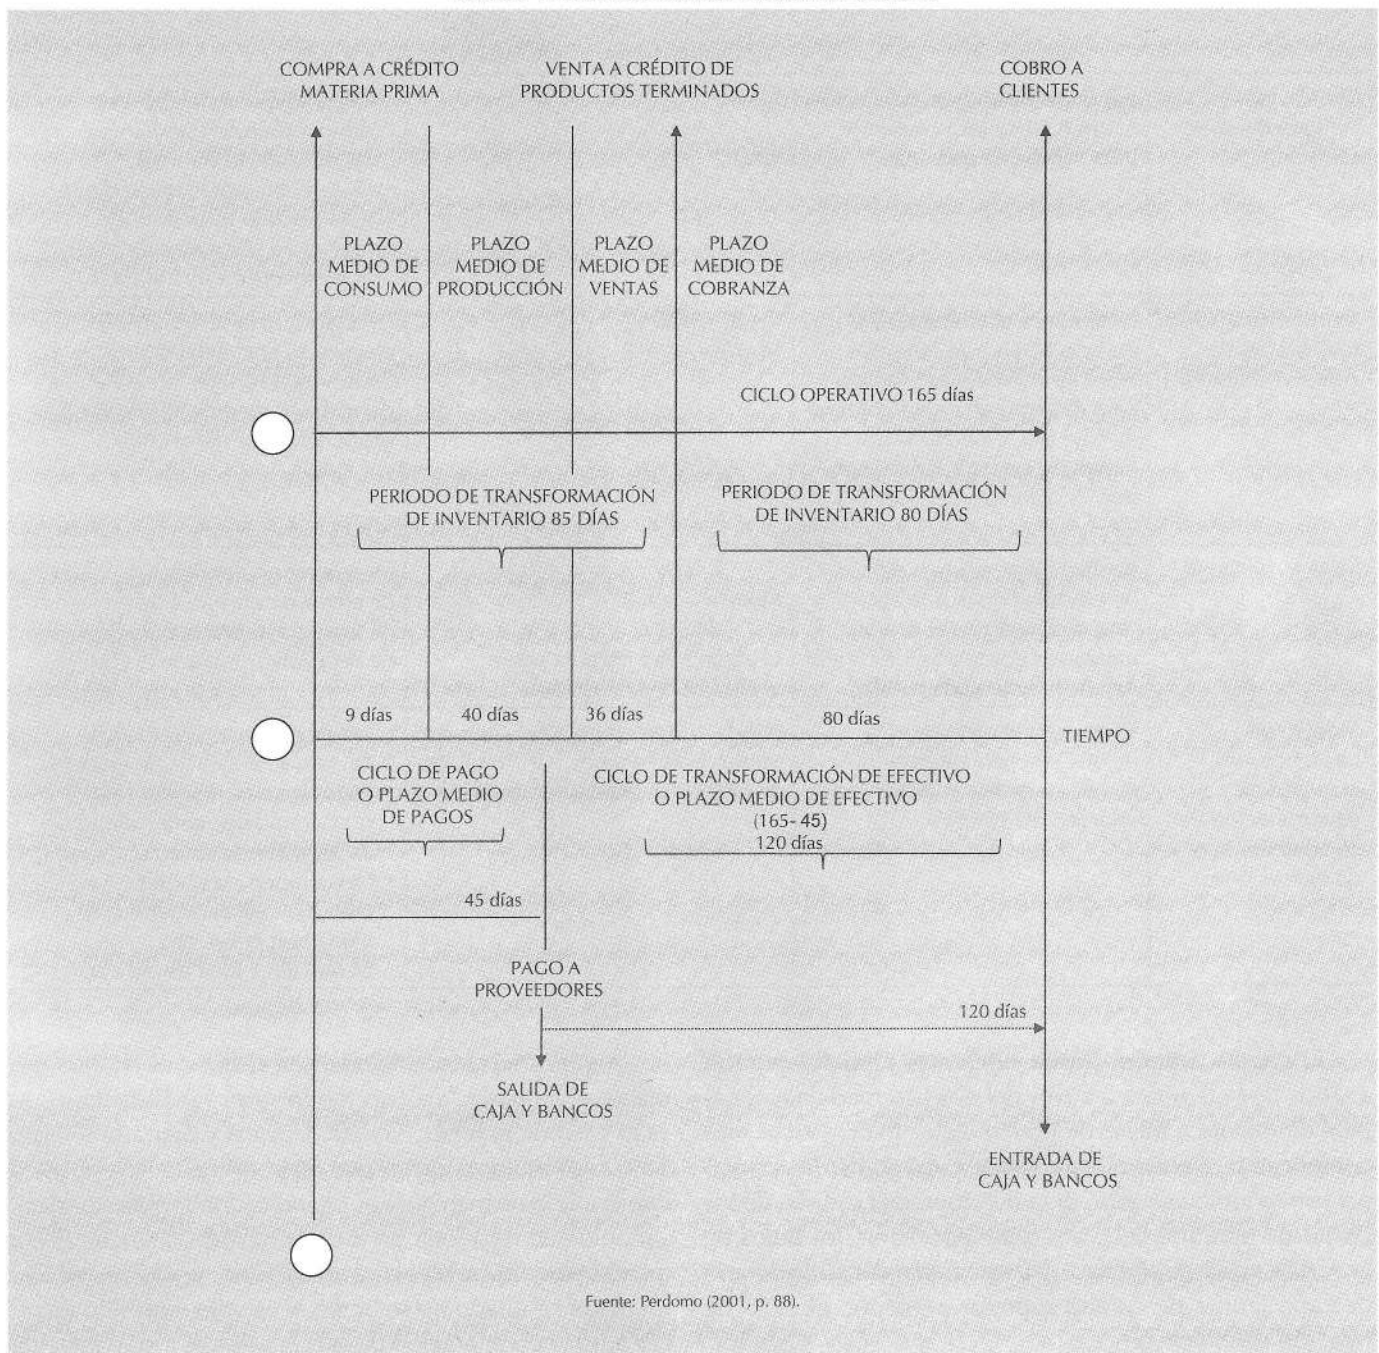 COMPRA A CRÉDITO
MATERIA PRIMA
VENTA A CRÉDITO DE
PRODUCTOS TERMINADOS
COBRO A
CLIENTES
PLAZO
MEDIO DE
CONSUMO
PLAZO
MEDIO DE
PRODUCCIÓN
PLAZO
MEDIO DE
VENTAS
PLAZO
MEDIO DE
COBRANZA
CICLO OPERATIVO 165 días
PERIODO DE TRANSFORMACIÓN
DE INVENTARIO 85 DÍAS
PERIODO DE TRANSFORMACIÓN
DE INVENTARIO 80 DÍAS
9 días
40 días
36 días
80 días
TIEMPO
CICLO DE PAGO
O PLAZO MEDIO
DE PAGOS
CICLO DE TRANSFORMACIÓN DE EFECTIVO
O PLAZO MEDIO DE EFECTIVO
(165- 45)
120 días
45 días
PAGO A
PROVEEDORES
120 días
SALIDA DE
CAJA Y BANCOS
ENTRADA DE
CAJA Y BANCOS
Fuente: Perdomo (2001, p. 88).